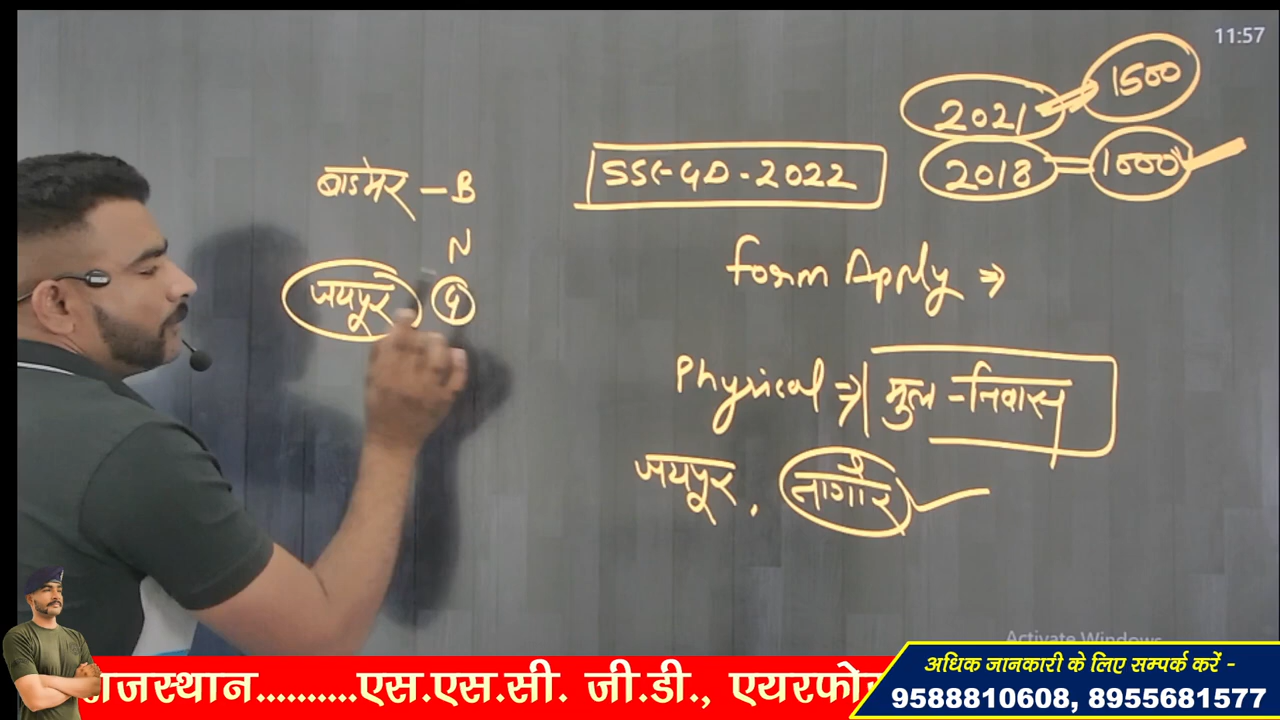 11:57
2021 = 1500
2018 = 1000
SSC-GD-2022
बाडमेर - B
N
जयपुर G
Form Apply ⇒
Physical ⇒ | मुल-निवास
जयपुर, नागौर
Activate Windows
राजस्थान..........एस.एस.सी. जी.डी., एयरफो
अधिक जानकारी के लिए सम्पर्क करें -
9588810608, 8955681577